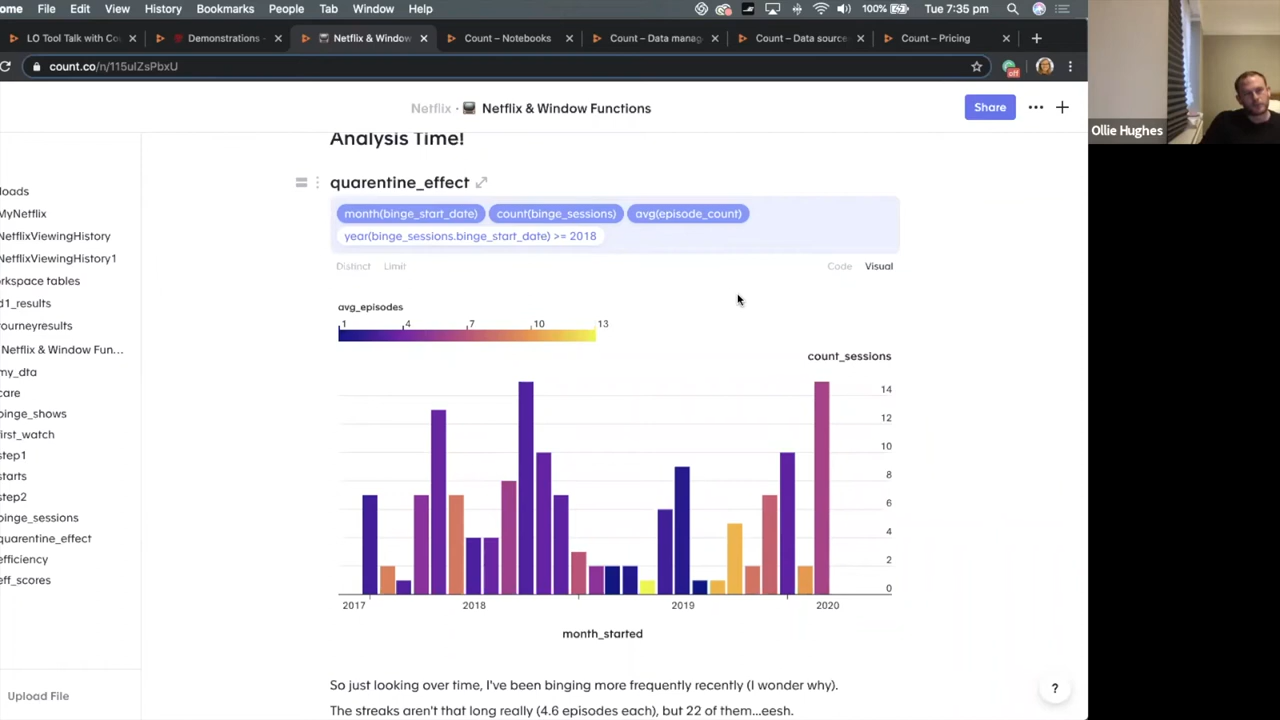 ome File Edit View History Bookmarks People Tab Window Help 100% Tue 7:35 pm
LO Tool Talk with Co Demonstrations - Netflix & Window Count – Notebooks Count – Data manag Count – Data source Count – Pricing
count.co/n/115uIZsPbxU
off
Ollie Hughes
Netflix · Netflix & Window Functions
Share
Analysis Time!
quarentine_effect
month(binge_start_date) count(binge_sessions) avg(episode_count)
year(binge_sessions.binge_start_date) >= 2018
Distinct Limit Code Visual
loads
MyNetflix
NetflixViewingHistory
NetflixViewingHistory1
rkspace tables
d1_results
ourneyresults
Netflix & Window Fun...
my_dta
care
binge_shows
first_watch
step1
starts
step2
binge_sessions
quarentine_effect
efficiency
eff_scores
Upload File
avg_episodes
1 4 7 10 13
count_sessions
14
12
10
8
6
4
2
0
2017 2018 2019 2020
month_started
So just looking over time, I've been binging more frequently recently (I wonder why).
The streaks aren't that long really (4.6 episodes each), but 22 of them...eesh.
?